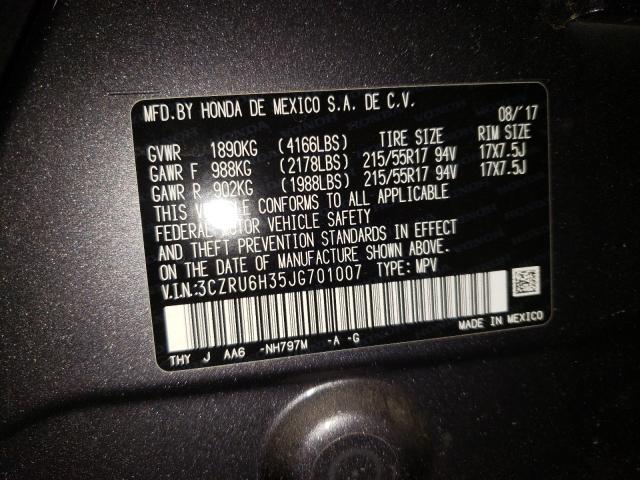 MFD.BY HONDA DE MEXICO S.A. DE C.V.
08/'17
TIRE SIZE RIM SIZE
GVWR 1890KG (4166LBS)
GAWR F 988KG (2178LBS) 215/55R17 94V 17X7.5J
GAWR R 902KG (1988LBS) 215/55R17 94V 17X7.5J
THIS VEHICLE CONFORMS TO ALL APPLICABLE
FEDERAL MOTOR VEHICLE SAFETY
AND THEFT PREVENTION STANDARDS IN EFFECT
ON THE DATE OF MANUFACTURE SHOWN ABOVE.
V.I.N:3CZRU6H35JG701007 TYPE: MPV
THY J AA6 -NH797M -A -G
MADE IN MEXICO